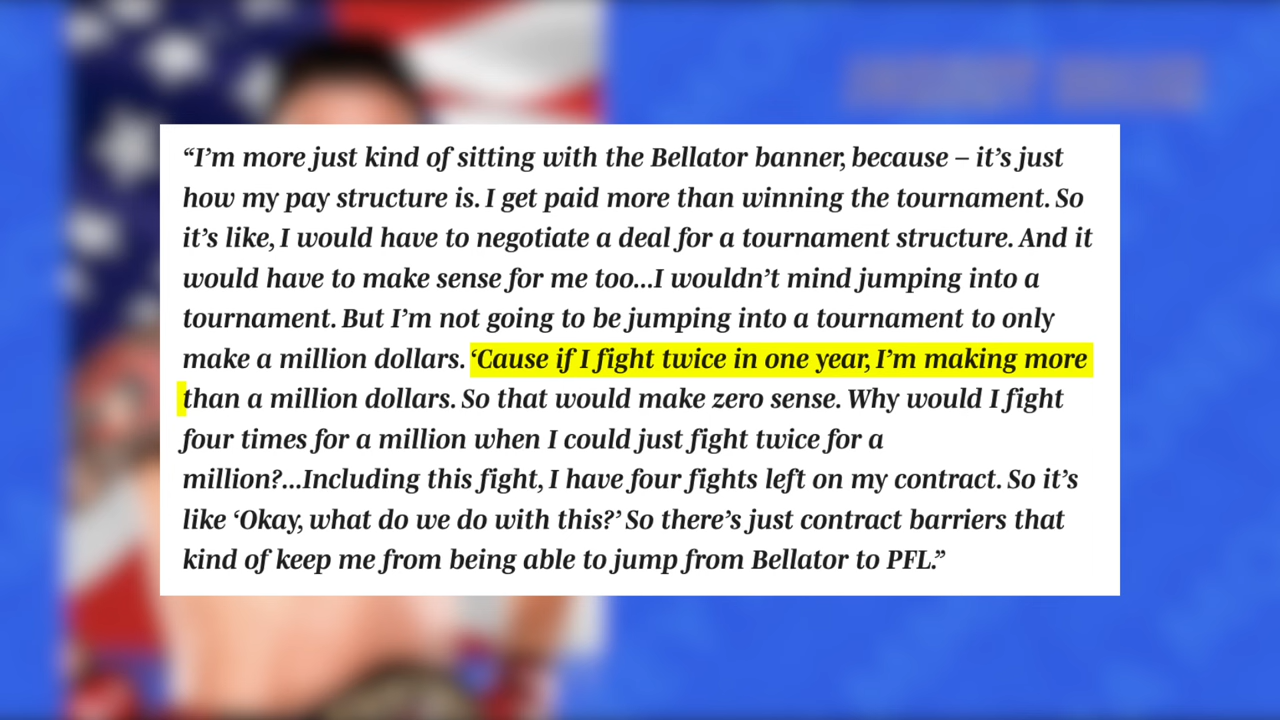 “I’m more just kind of sitting with the Bellator banner, because – it’s just
how my pay structure is. I get paid more than winning the tournament. So
it’s like, I would have to negotiate a deal for a tournament structure. And it
would have to make sense for me too...I wouldn’t mind jumping into a
tournament. But I’m not going to be jumping into a tournament to only
make a million dollars. ‘Cause if I fight twice in one year, I’m making more
than a million dollars. So that would make zero sense. Why would I fight
four times for a million when I could just fight twice for a
million?...Including this fight, I have four fights left on my contract. So it’s
like ‘Okay, what do we do with this?’ So there’s just contract barriers that
kind of keep me from being able to jump from Bellator to PFL.”